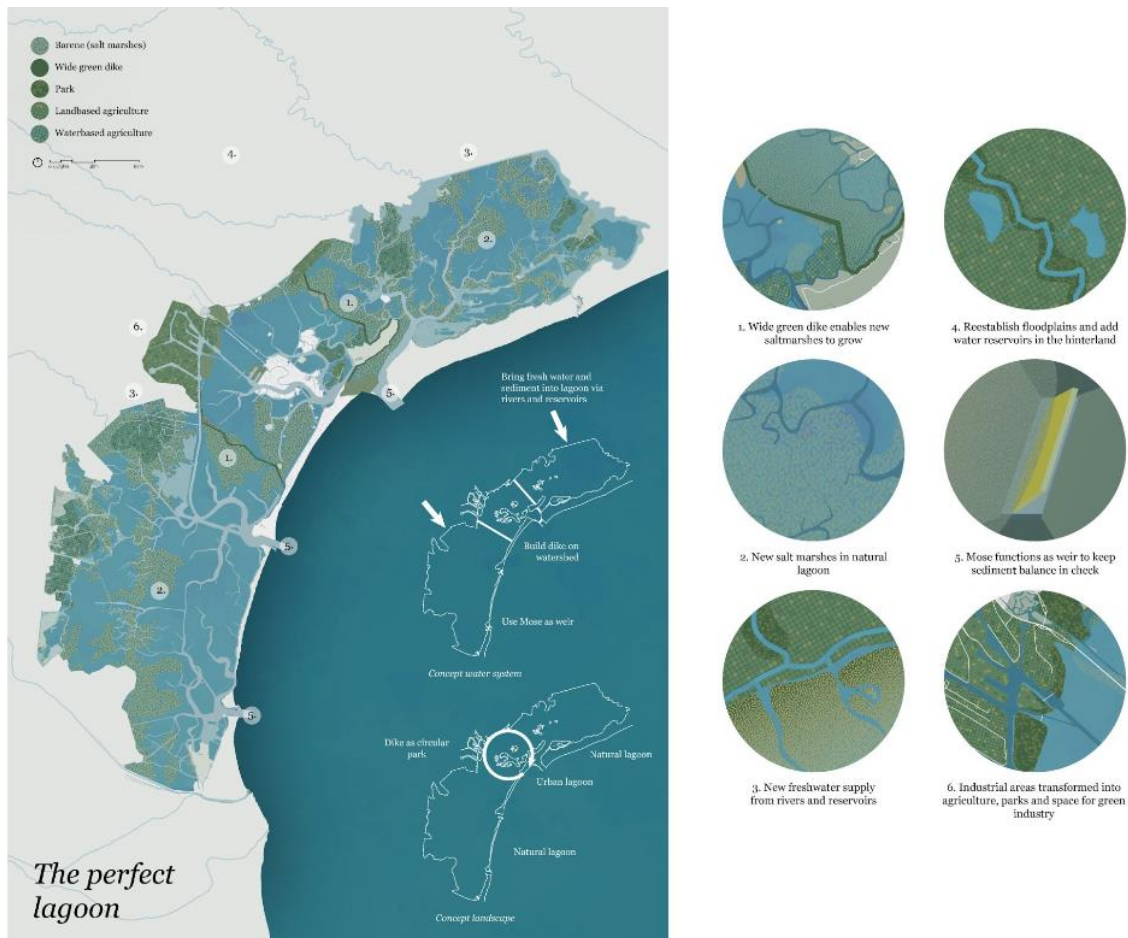 Barene (salt marshes)
Wide green dike
Park
Landbased agriculture
Waterbased agriculture
4.
3.
2.
1.
6.
3.
5.
1.
5.
2.
5.
Bring fresh water and
sediment into lagoon via
rivers and reservoirs
Build dike on
watershed
Use Mose as weir
Concept water system
Dike as circular
park
Natural lagoon
Urban lagoon
Natural lagoon
Concept landscape
The perfect
lagoon
1. Wide green dike enables new
saltmarshes to grow
4. Reestablish floodplains and add
water reservoirs in the hinterland
2. New salt marshes in natural
lagoon
5. Mose functions as weir to keep
sediment balance in check
3. New freshwater supply
from rivers and reservoirs
6. Industrial areas transformed into
agriculture, parks and space for green
industry